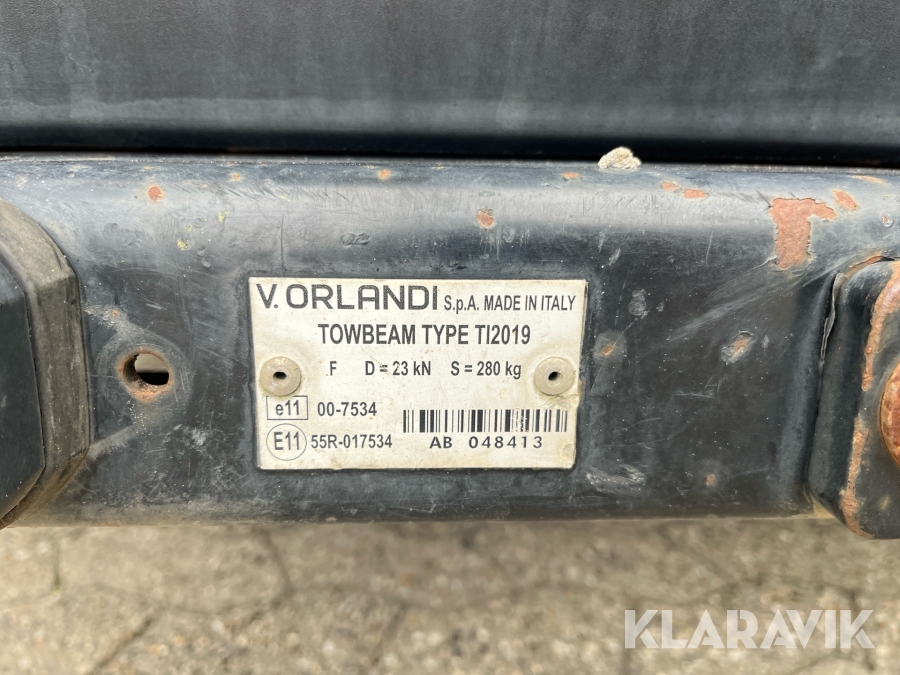 V.ORLANDI S.p.A. MADE IN ITALY
TOWBEAM TYPE TI2019
F D = 23 kN S = 280 kg
e11 00-7534
E11 55R-017534 AB 048413
KLARAVIK